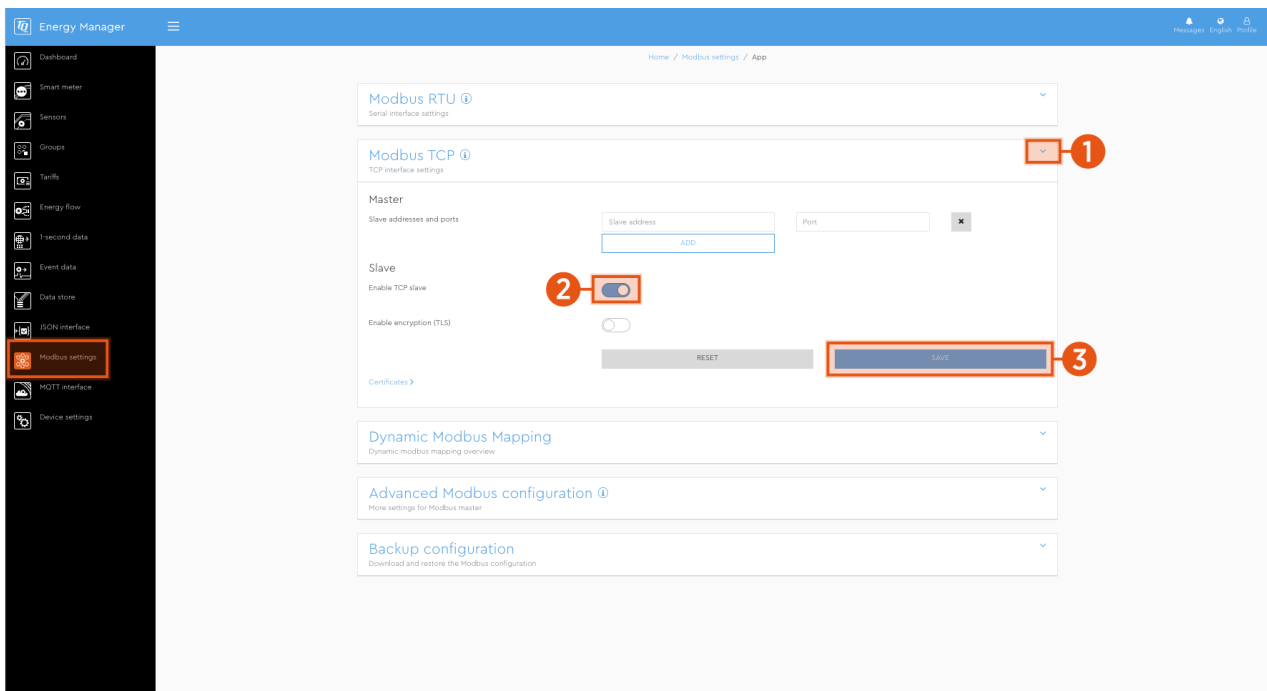 TQ Energy Manager
Messages English Profile
Dashboard
Smart meter
Sensors
Groups
Tariffs
Energy flow
1-second data
Event data
Data store
JSON interface
Modbus settings
MQTT interface
Device settings
Home / Modbus settings / App
Modbus RTU
Serial interface settings
Modbus TCP
1
TCP interface settings
Master
Slave addresses and ports
Slave address
Port
ADD
Slave
Enable TCP slave
2
Enable encryption (TLS)
RESET
SAVE
3
Certificates
Dynamic Modbus Mapping
Dynamic modbus mapping overview
Advanced Modbus configuration
More settings for Modbus master
Backup configuration
Download and restore the Modbus configuration